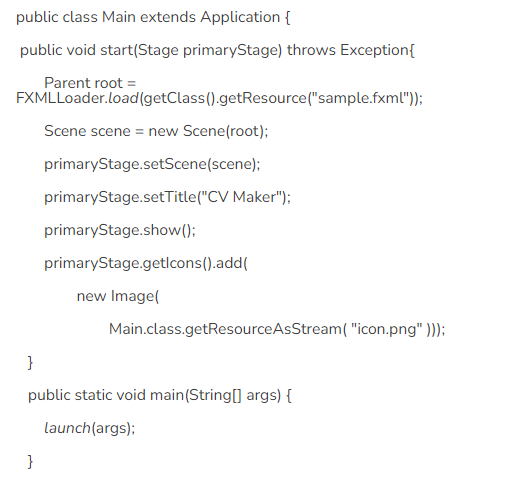 public class Main extends Application {
public void start(Stage primaryStage) throws Exception{
Parent root =
FXMLLoader.load(getClass().getResource("sample.fxml"));
Scene scene = new Scene(root);
primaryStage.setScene(scene);
primaryStage.setTitle("CV Maker");
primaryStage.show();
primaryStage.getIcons().add(
new Image(
Main.class.getResourceAsStream( "icon.png" )));
}
public static void main(String[] args) {
launch(args);
}